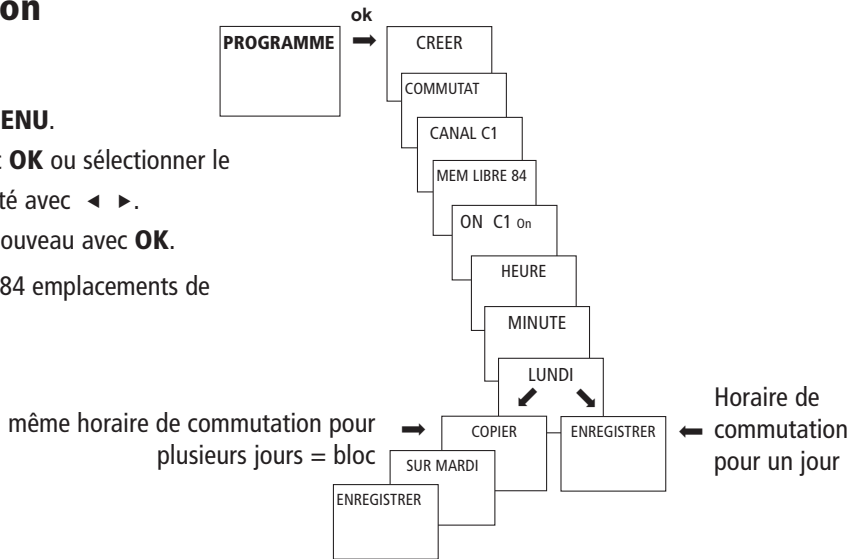 on
ok
PROGRAMME
CREER
COMMUTAT
CANAL C1
MEM LIBRE 84
ON C1 On
HEURE
MINUTE
LUNDI
COPIER
ENREGISTRER
SUR MARDI
ENREGISTRER
ENU.
OK ou sélectionner le
té avec ◄ ►.
ouveau avec OK.
84 emplacements de
même horaire de commutation pour
plusieurs jours = bloc
Horaire de
commutation
pour un jour